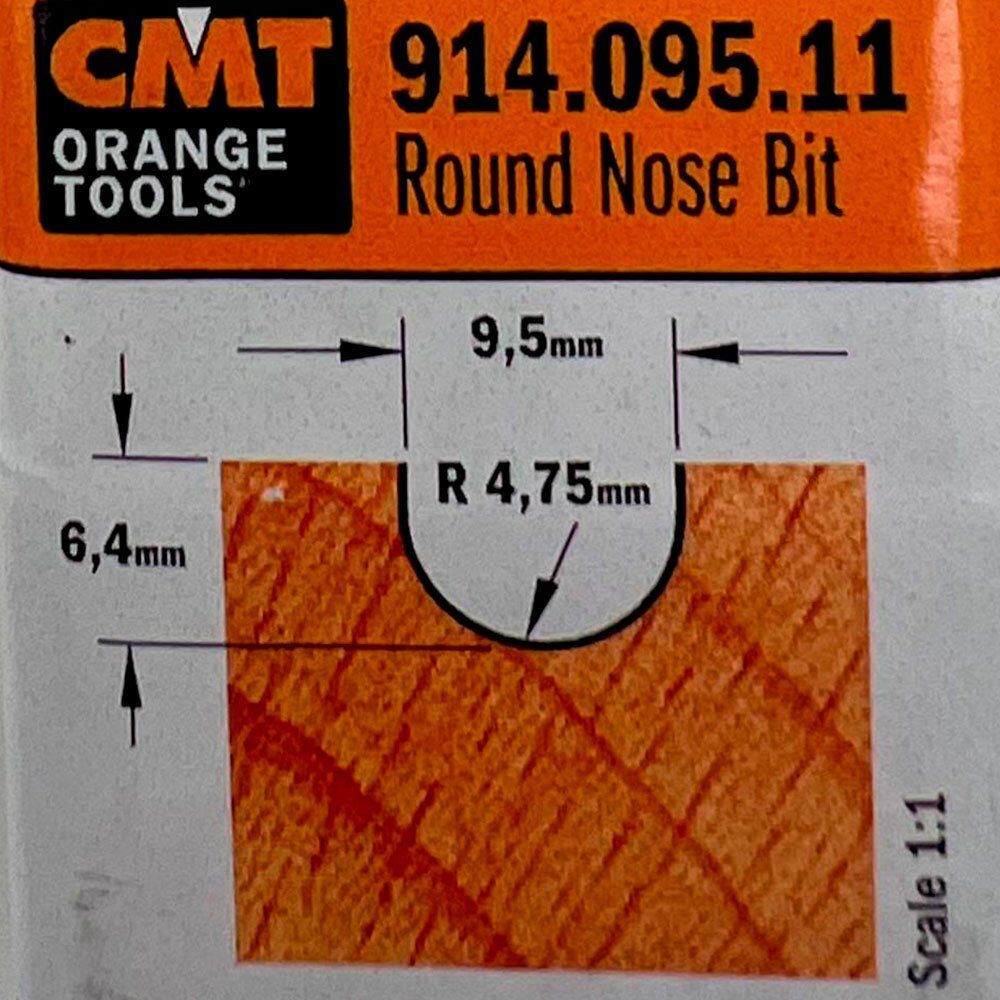 CMT
ORANGE
TOOLS
914.095.11
Round Nose Bit
9,5mm
R 4,75mm
6,4mm
Scale 1:1